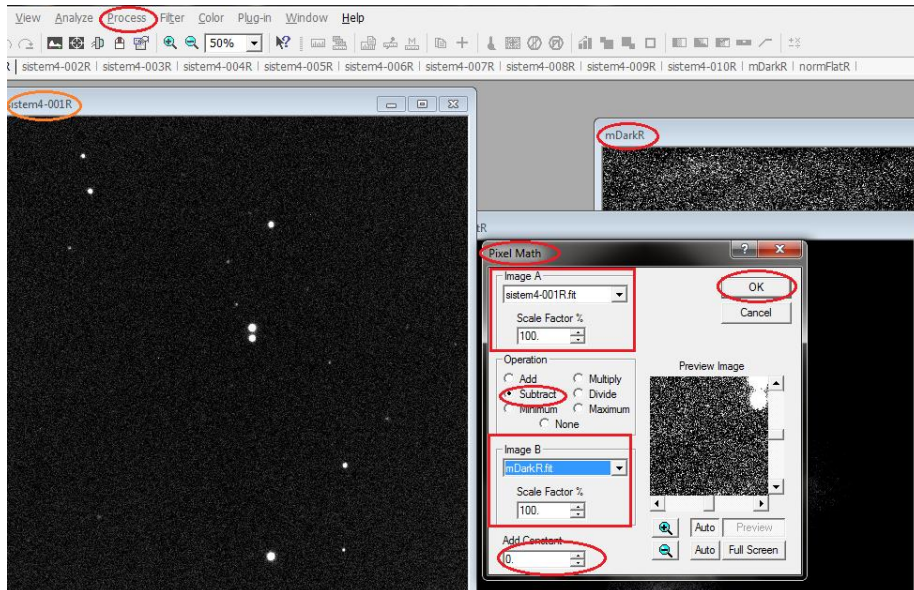 View Analyze Process Filter Color Plug-in Window Help
50%
R | sistem4-002R | sistem4-003R | sistem4-004R | sistem4-005R | sistem4-006R | sistem4-007R | sistem4-008R | sistem4-009R | sistem4-010R | mDarkR | normFlatR |
sistem4-001R
mDarkR
tR
Pixel Math
Image A
sistem4-001R.fit
Scale Factor %
100.
OK
Cancel
Operation
Add Multiply
Subtract Divide
Minimum Maximum
None
Preview Image
Image B
mDarkR.fit
Scale Factor %
100.
Add Constant
0.
Auto Preview
Auto Full Screen